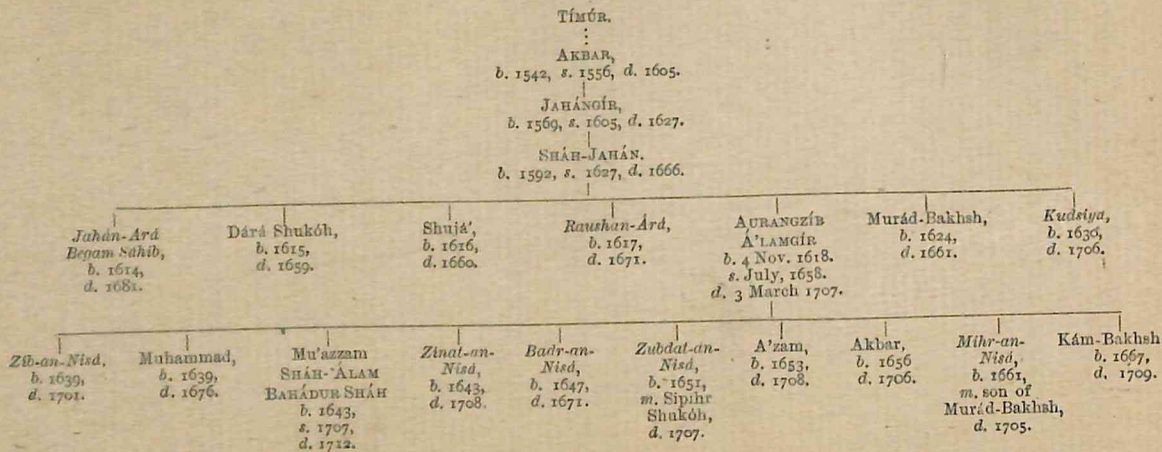 TÍMÚR.
AKBAR,
b. 1542, s. 1556, d. 1605.
JAHÁNGÍR,
b. 1569, s. 1605, d. 1627.
SHÁH-JAHÁN.
b. 1592, s. 1627, d. 1666.
Jahán-Árá
Begam Sáhib,
b. 1614,
d. 1681.
Dárá Shukóh,
b. 1615,
d. 1659.
Shujá',
b. 1616,
d. 1660.
Raushan-Árá,
b. 1617,
d. 1671.
AURANGZÍB
Á'LAMGÍR
b. 4 Nov. 1618.
s. July, 1658.
d. 3 March 1707.
Murád-Bakhsh,
b. 1624,
d. 1661.
Kudsiya,
b. 1630,
d. 1706.
Zíb-an-Nisá,
b. 1639,
d. 1701.
Muhammad,
b. 1639,
d. 1676.
Mu'azzam
SHÁH-'ÁLAM
BAHÁDUR SHÁH
b. 1643,
s. 1707,
d. 1712.
Zínat-an-
Nisá,
b. 1643,
d. 1708.
Badr-an-
Nisá,
b. 1647,
d. 1671.
Zubdat-an-
Nisá,
b. 1651,
m. Sipihr
Shukóh,
d. 1707.
A'zam,
b. 1653,
d. 1708.
Akbar,
b. 1656
d. 1706.
Mihr-an-
Nisá,
b. 1661,
m. son of
Murád-Bakhsh,
d. 1705.
Kám-Bakhsh
b. 1667,
d. 1709.